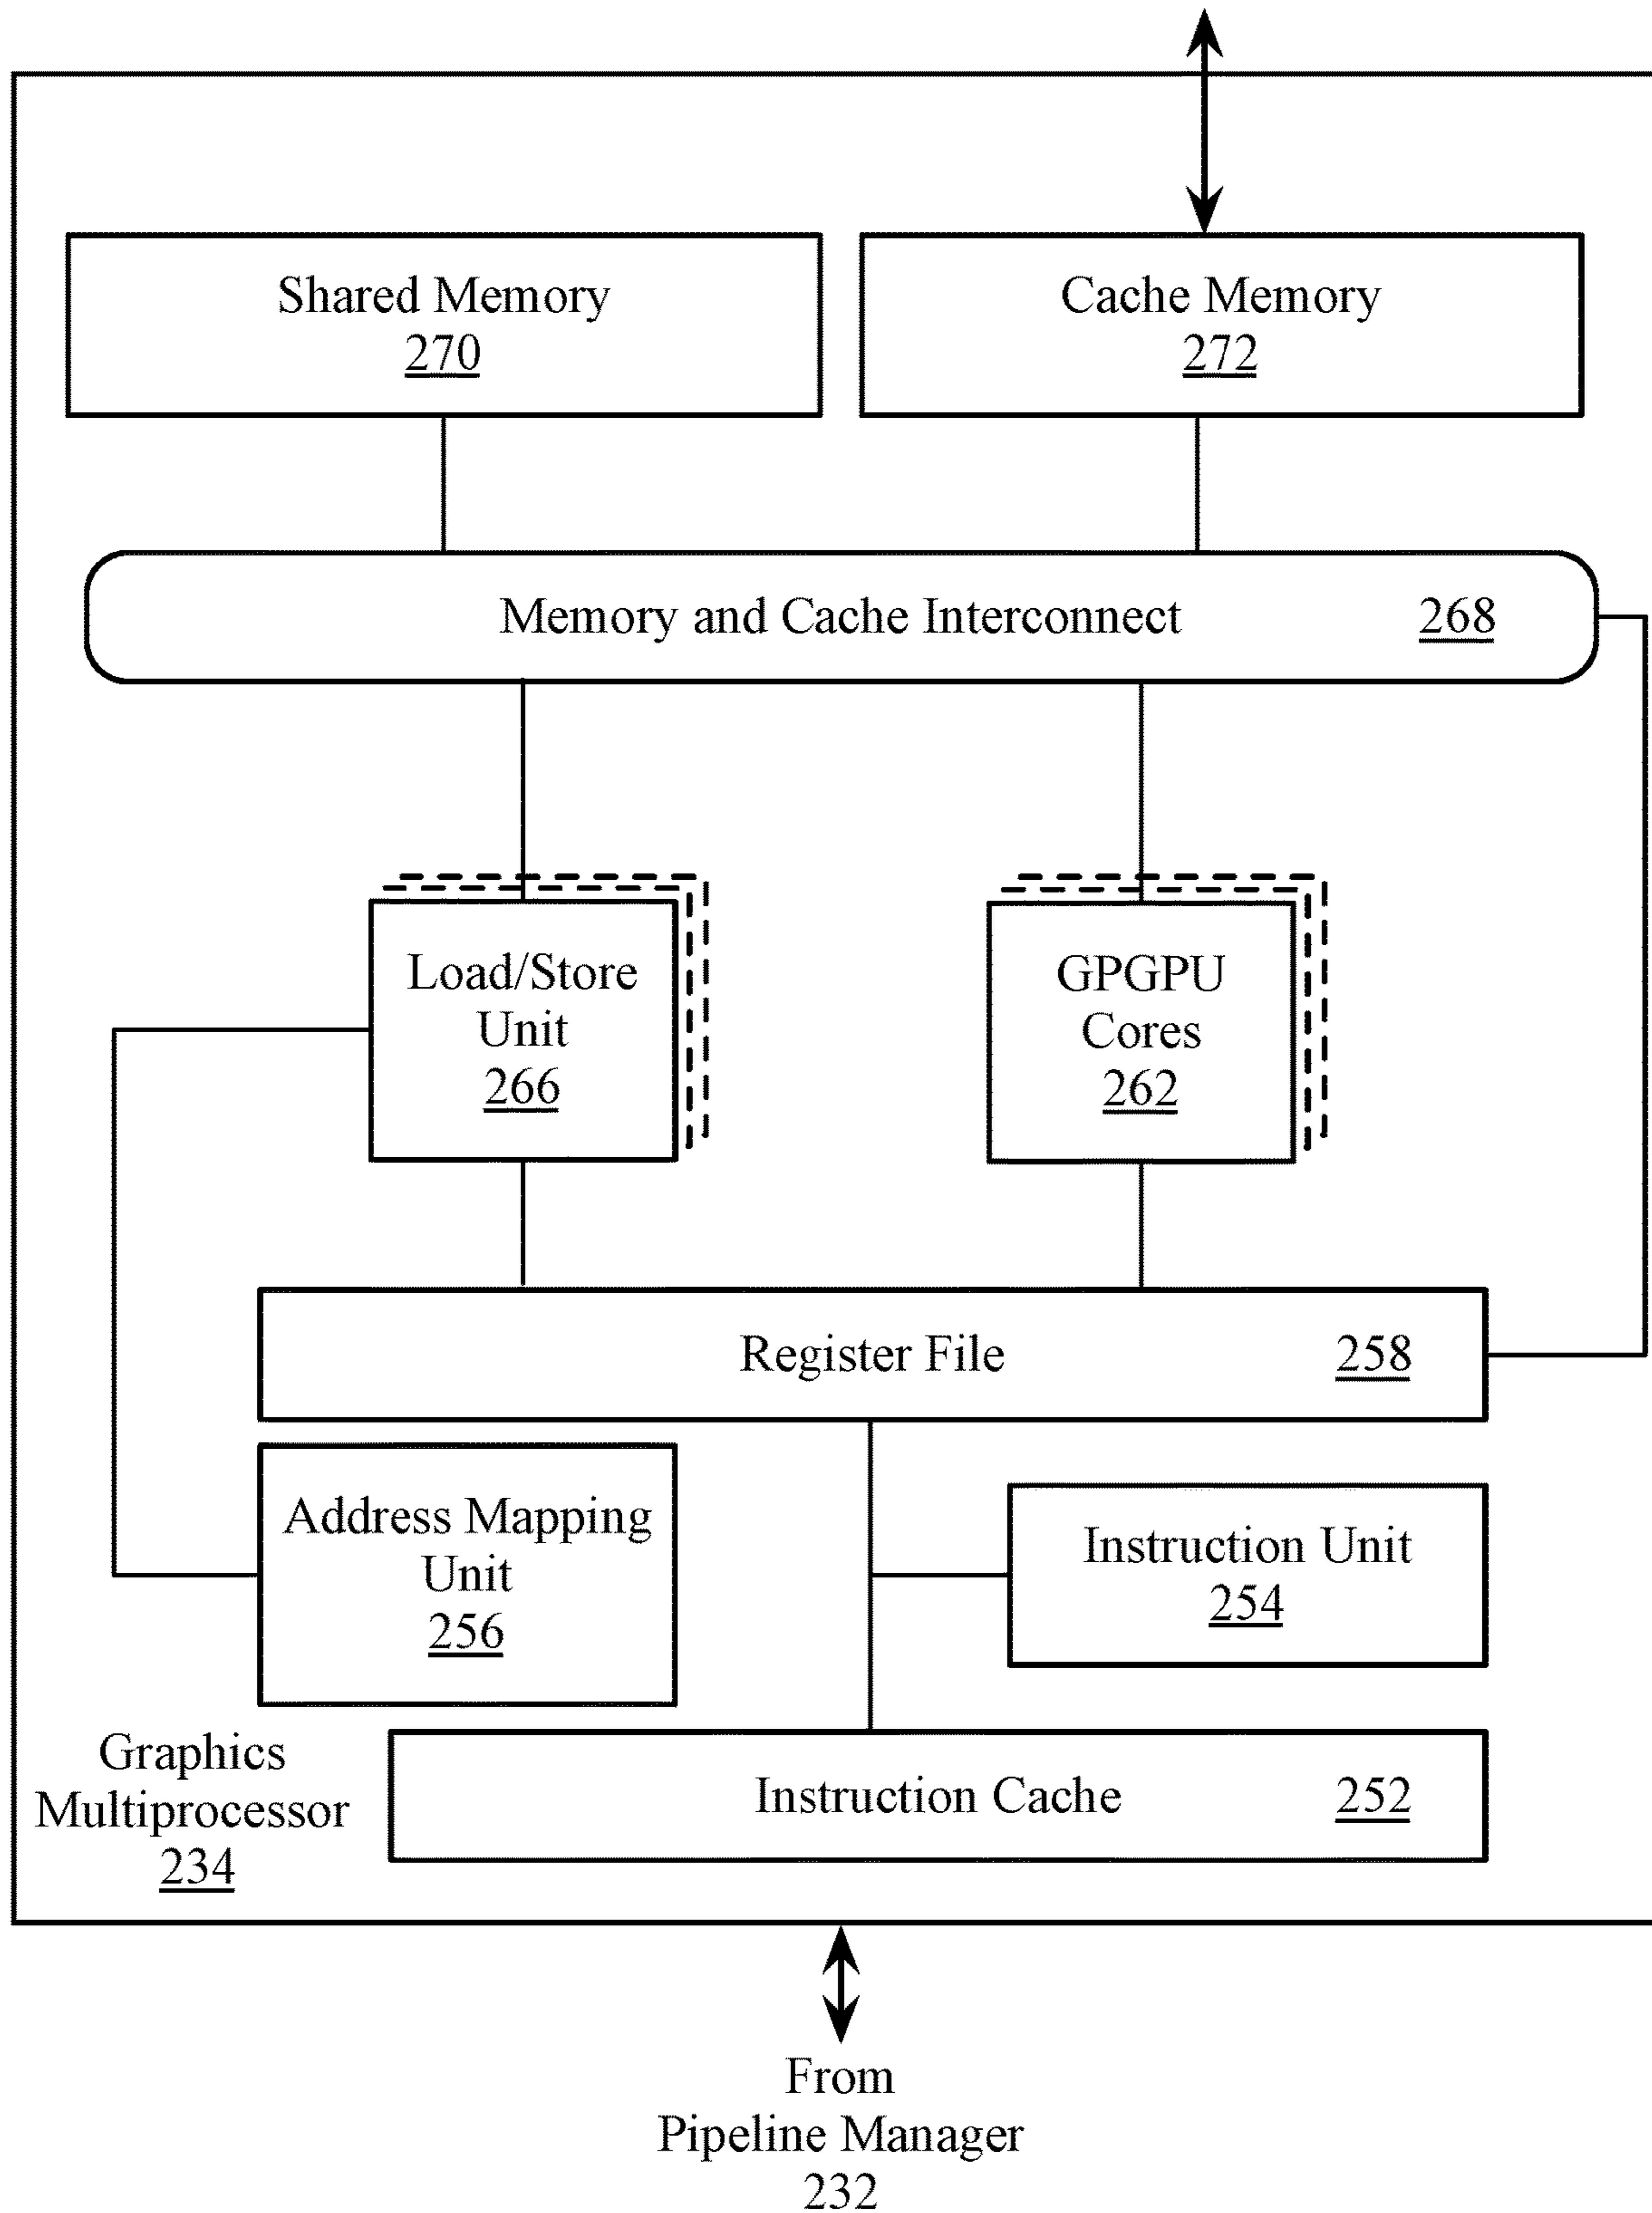 Shared Memory
270
Cache Memory
272
Memory and Cache Interconnect 268
Load/Store
Unit
266
GPGPU
Cores
262
Register File 258
Address Mapping
Unit
256
Instruction Unit
254
Graphics
Multiprocessor
234
Instruction Cache 252
From
Pipeline Manager
232